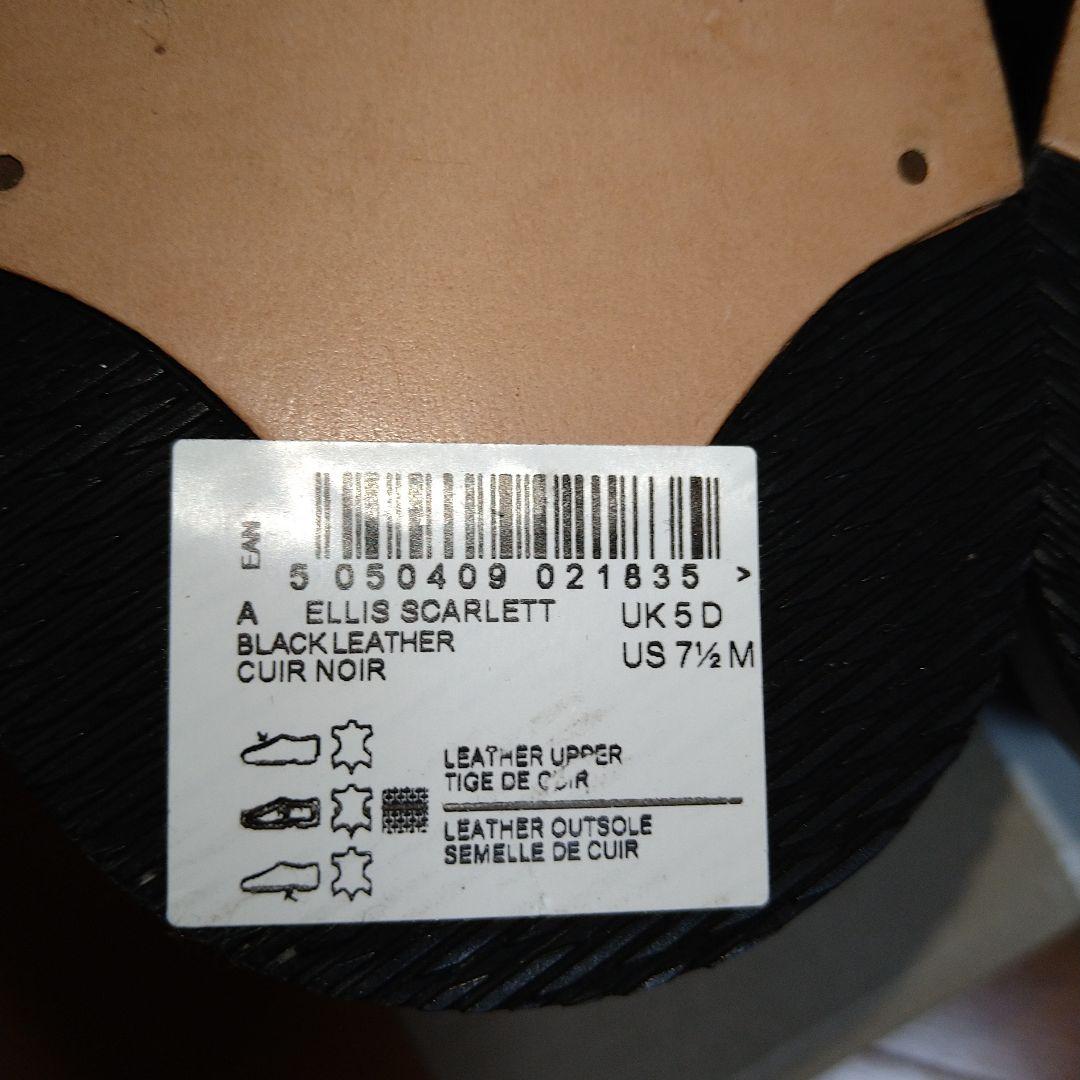 EAN
5 050409 021835 >
A ELLIS SCARLETT UK 5 D
BLACK LEATHER
CUIR NOIR
US 7½ M
LEATHER UPPER
TIGE DE CUIR
LEATHER OUTSOLE
SEMELLE DE CUIR